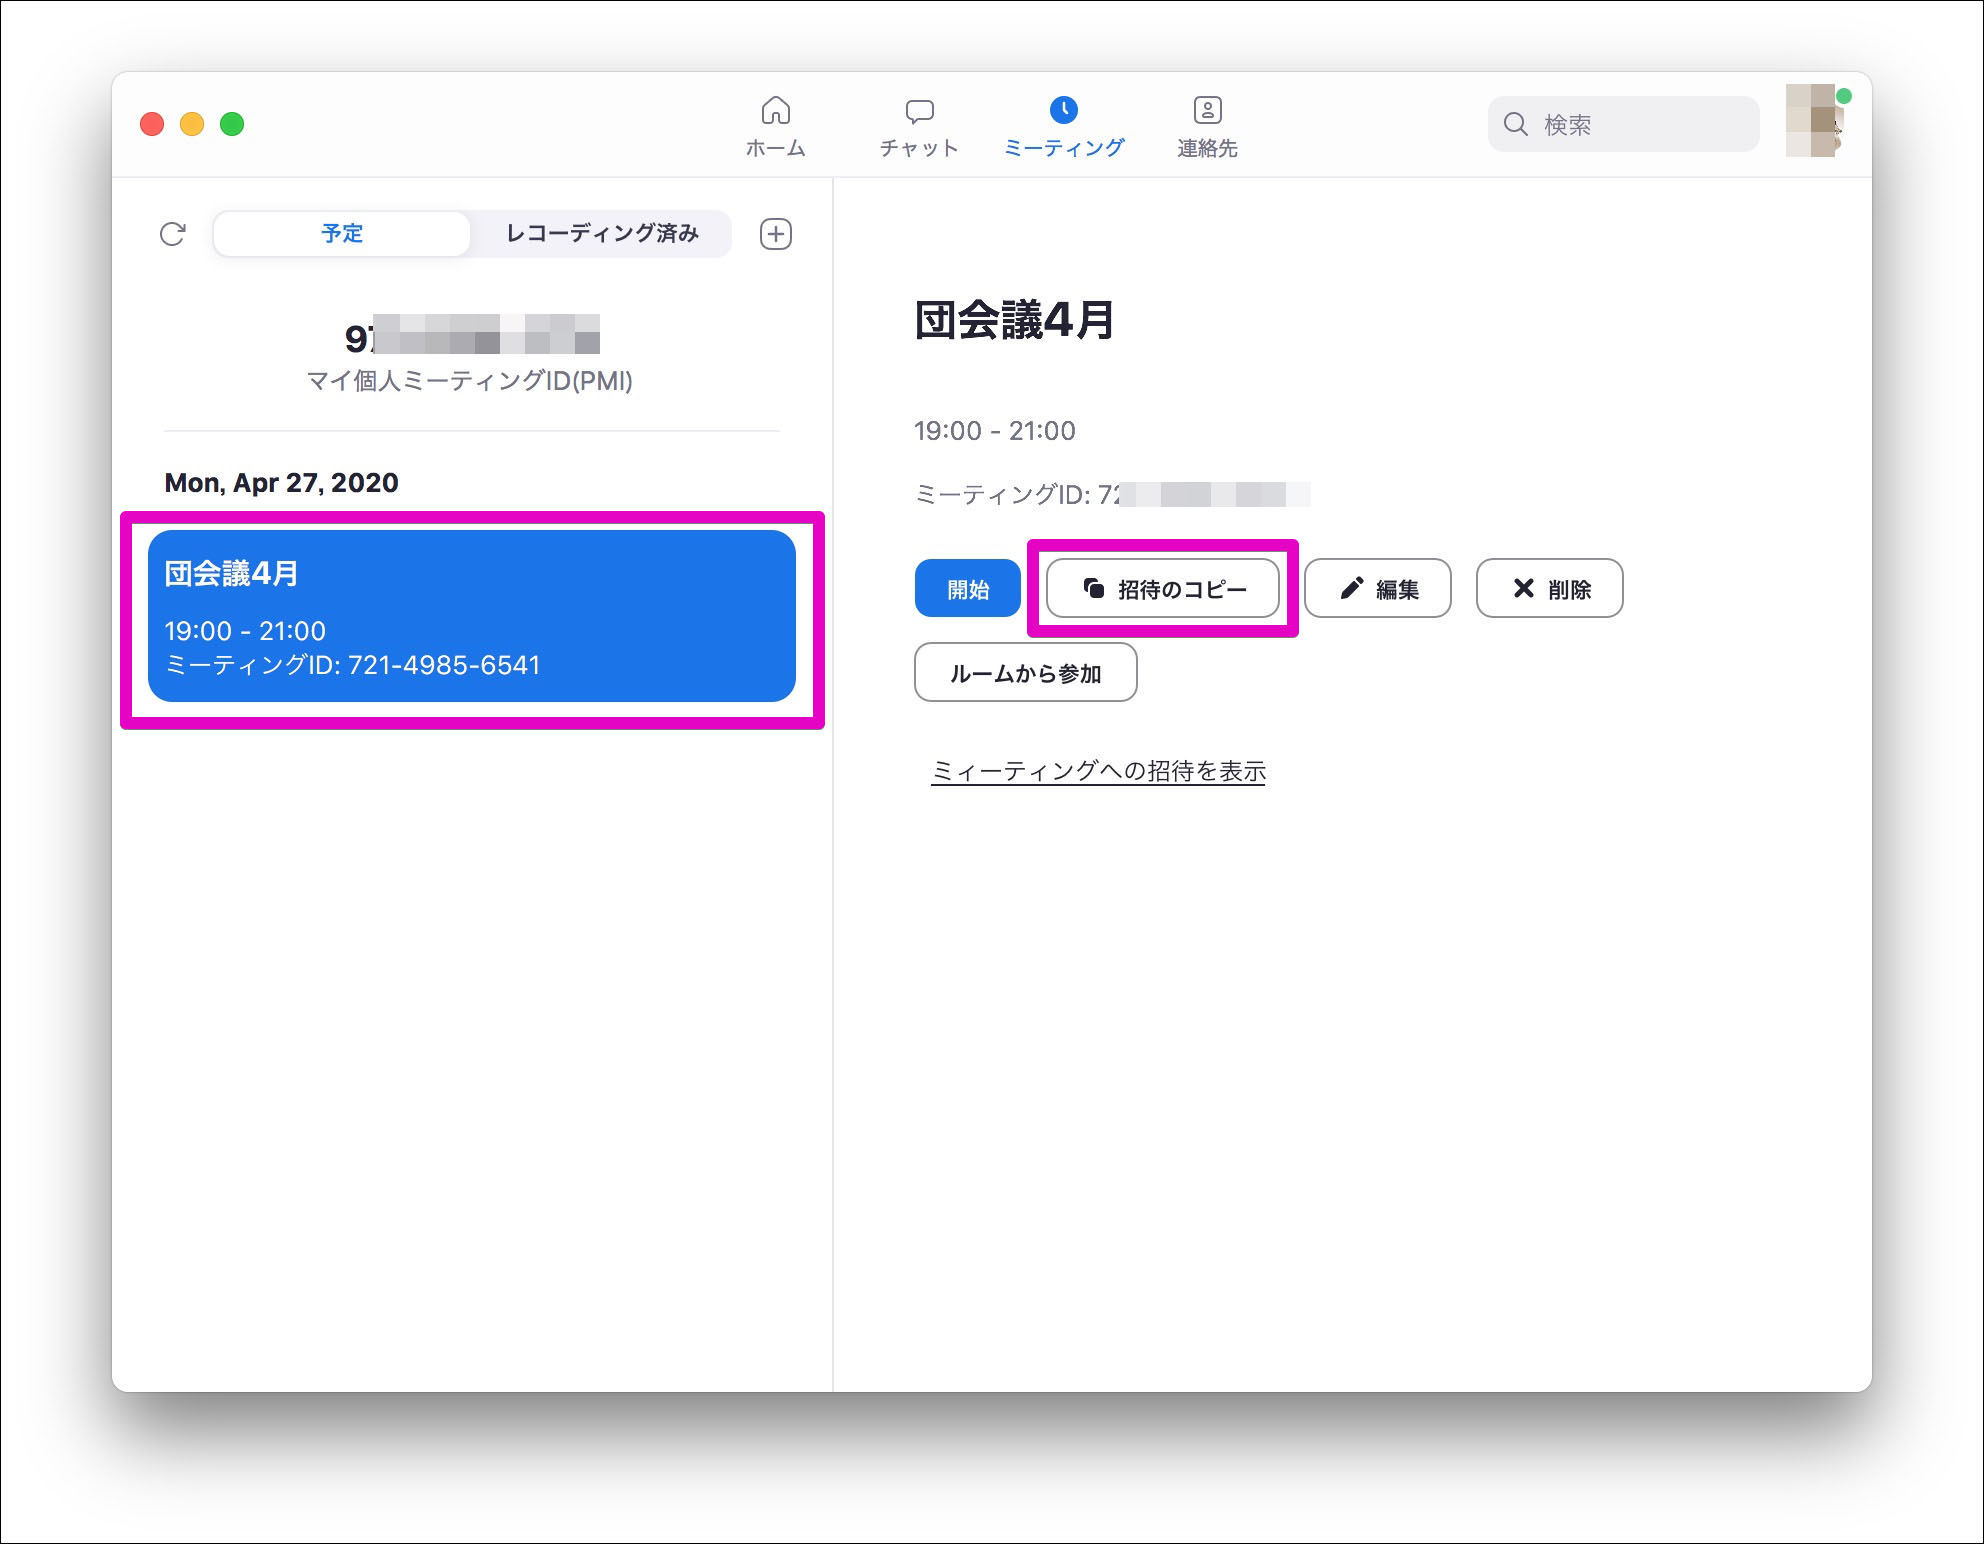 ホーム
チャット
ミーティング
連絡先
検索
予定
レコーディング済み
マイ個人ミーティングID(PMI)
Mon, Apr 27, 2020
団会議4月
19:00 - 21:00
ミーティングID: 721-4985-6541
団会議4月
19:00 - 21:00
ミーティングID: 72
開始
招待のコピー
編集
削除
ルームから参加
ミィーティングへの招待を表示